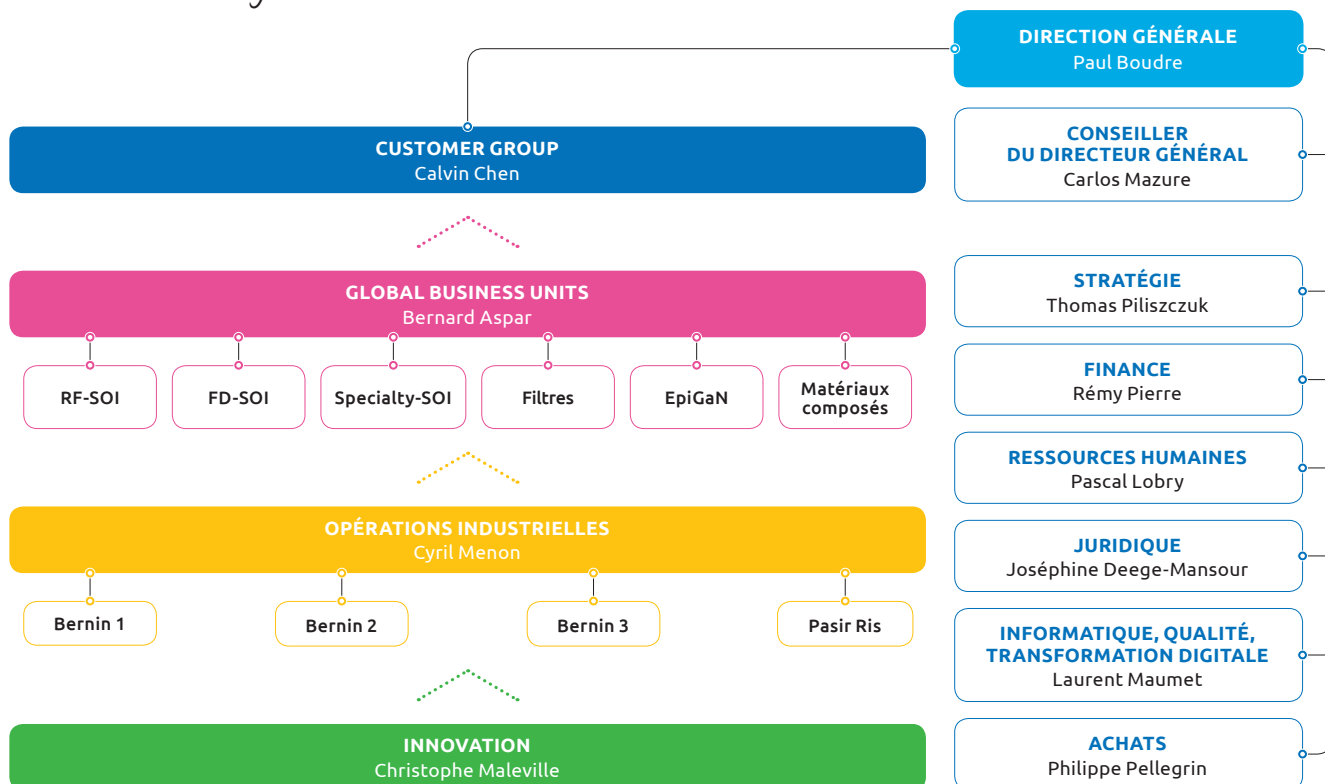 DIRECTION GÉNÉRALE
Paul Boudre
CUSTOMER GROUP
Calvin Chen
CONSEILLER
DU DIRECTEUR GÉNÉRAL
Carlos Mazure
GLOBAL BUSINESS UNITS
Bernard Aspar
RF-SOI
FD-SOI
Specialty-SOI
Filtres
EpiGaN
Matériaux
composés
STRATÉGIE
Thomas Piliszczuk
FINANCE
Rémy Pierre
RESSOURCES HUMAINES
Pascal Lobry
OPÉRATIONS INDUSTRIELLES
Cyril Menon
Bernin 1
Bernin 2
Bernin 3
Pasir Ris
JURIDIQUE
Joséphine Deege-Mansour
INFORMATIQUE, QUALITÉ,
TRANSFORMATION DIGITALE
Laurent Maumet
INNOVATION
Christophe Maleville
ACHATS
Philippe Pellegrin